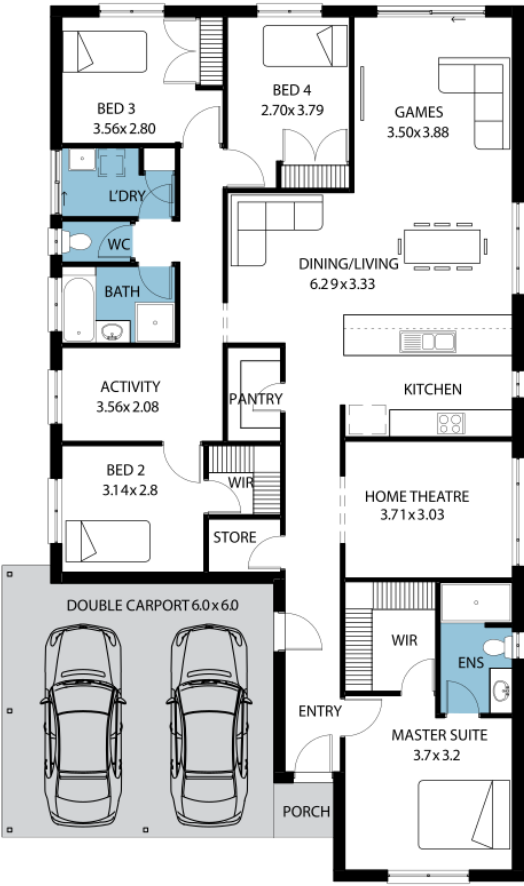 BED 3
3.56x 2.80
BED 4
2.70x 3.79
GAMES
3.50x 3.88
L'DRY
WC
BATH
DINING/LIVING
6.29x3.33
ACTIVITY
3.56x 2.08
PANTRY
KITCHEN
BED 2
3.14x 2.8
WIR
HOME THEATRE
3.71x 3.03
STORE
DOUBLE CARPORT 6.0 x 6.0
WIR
ENS
ENTRY
MASTER SUITE
3.7x 3.2
PORCH